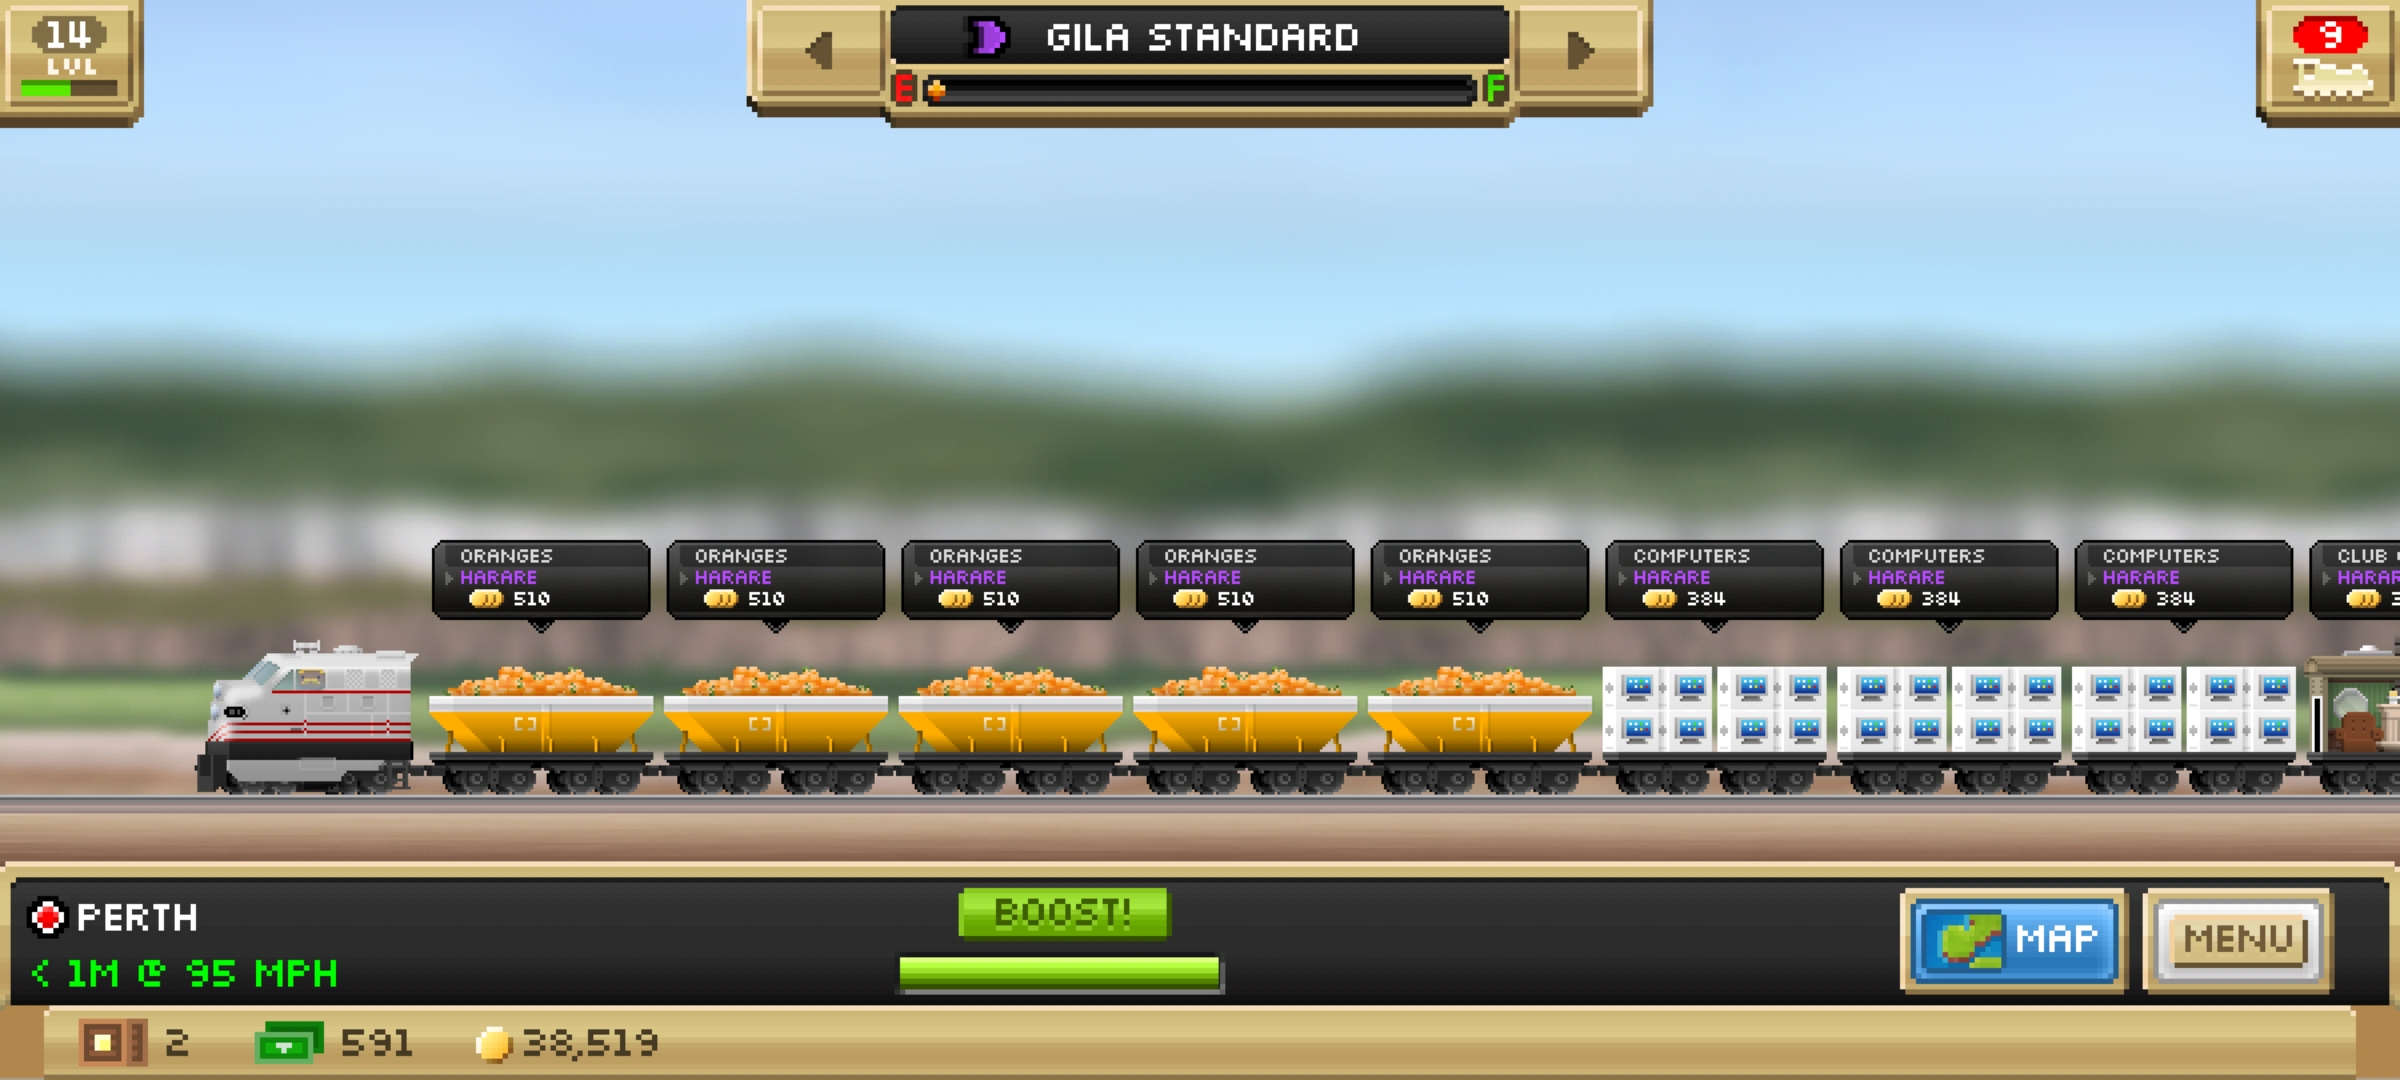 14
LVL
GILA STANDARD
E
F
9
ORANGES
HARARE
510
ORANGES
HARARE
510
ORANGES
HARARE
510
ORANGES
HARARE
510
ORANGES
HARARE
510
COMPUTERS
HARARE
384
COMPUTERS
HARARE
384
COMPUTERS
HARARE
384
CLUB
PERTH
< 1M @ 95 MPH
BOOST!
MAP
MENU
2
591
38,519